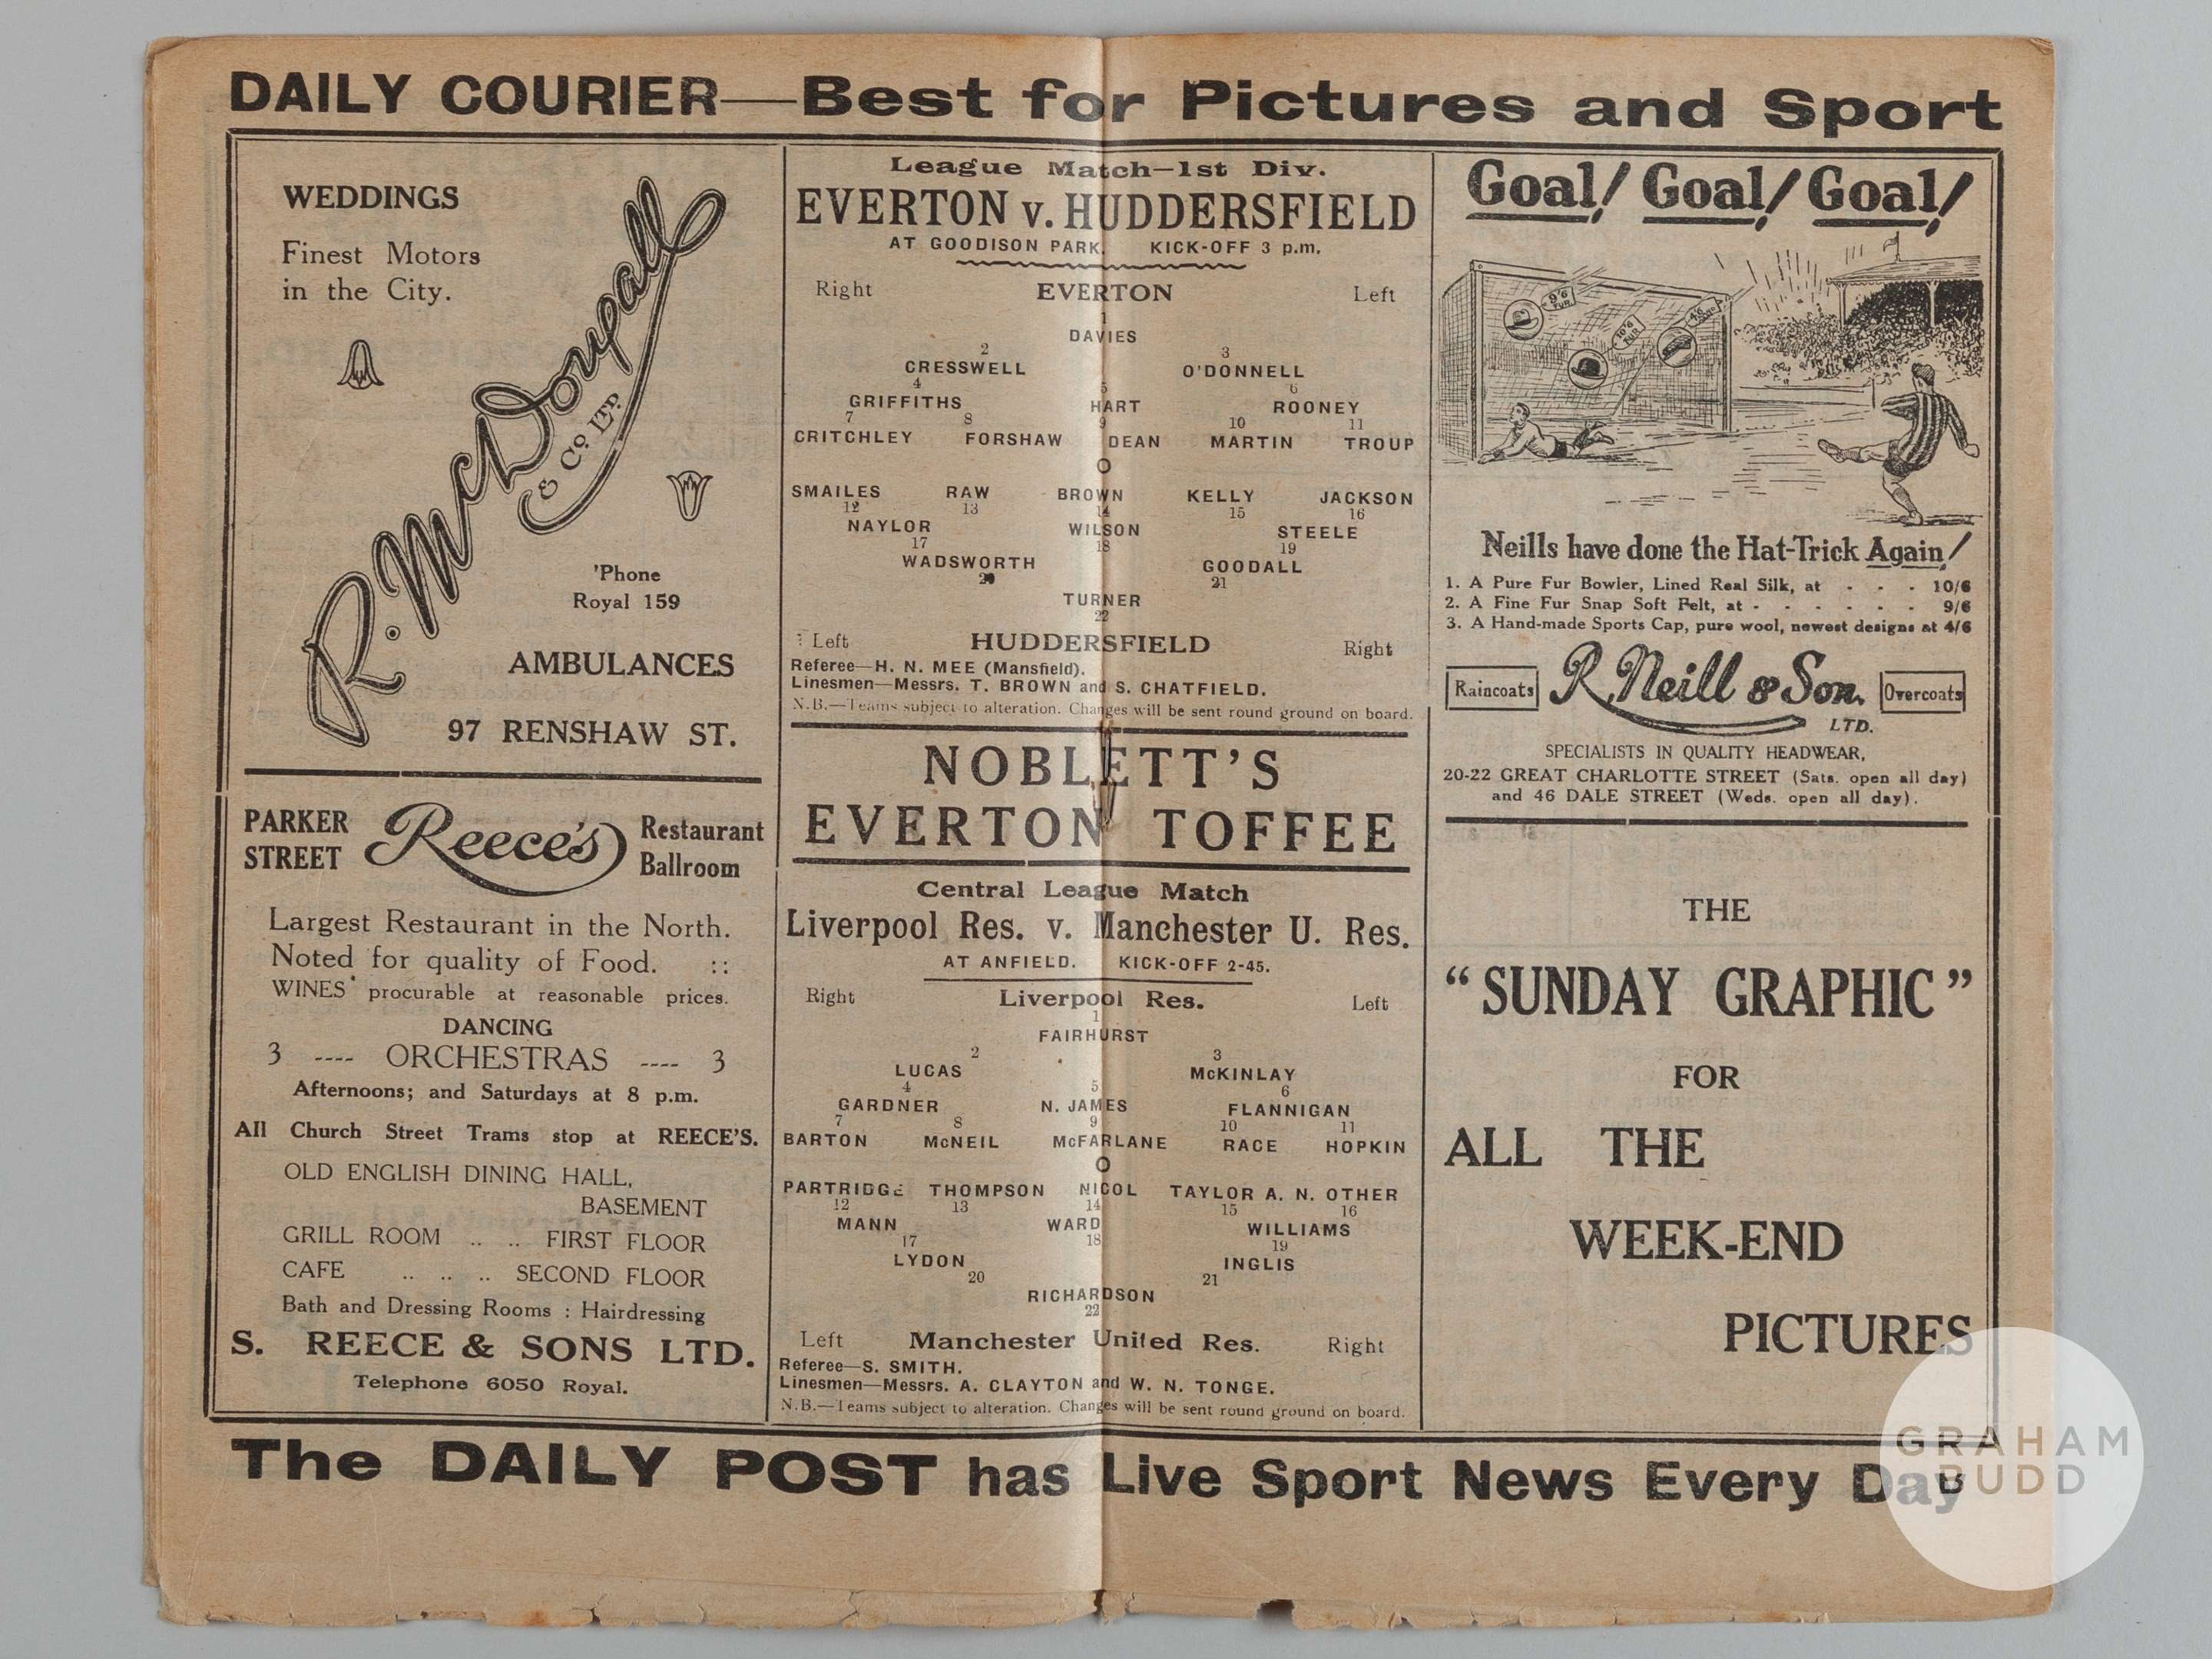 DAILY COURIER—Best for Pictures and Sport
WEDDINGS
Finest Motors
in the City.
R. McDoupall
& Co. LTD.
'Phone
Royal 159
AMBULANCES
97 RENSHAW ST.
PARKER STREET
Reece's
Restaurant Ballroom
Largest Restaurant in the North.
Noted for quality of Food. ::
WINES procurable at reasonable prices.
DANCING
3 ---- ORCHESTRAS ---- 3
Afternoons; and Saturdays at 8 p.m.
All Church Street Trams stop at REECE'S.
OLD ENGLISH DINING HALL,
BASEMENT
GRILL ROOM .. .. FIRST FLOOR
CAFE .. .. .. SECOND FLOOR
Bath and Dressing Rooms : Hairdressing
S. REECE & SONS LTD.
Telephone 6050 Royal.
League Match—1st Div.
EVERTON v. HUDDERSFIELD
AT GOODISON PARK. KICK-OFF 3 p.m.
Right EVERTON Left
1
DAVIES
2 3
CRESSWELL O'DONNELL
4 5 6
GRIFFITHS HART ROONEY
7 8 9 10 11
CRITCHLEY FORSHAW DEAN MARTIN TROUP
O
SMAILES RAW BROWN KELLY JACKSON
12 13 14 15 16
NAYLOR WILSON STEELE
17 18 19
WADSWORTH GOODALL
20 21
TURNER
22
Left HUDDERSFIELD Right
Referee—H. N. MEE (Mansfield).
Linesmen—Messrs. T. BROWN and S. CHATFIELD.
N.B.—Teams subject to alteration. Changes will be sent round ground on board.
NOBLETT'S
EVERTON TOFFEE
Central League Match
Liverpool Res. v. Manchester U. Res.
AT ANFIELD. KICK-OFF 2-45.
Right Liverpool Res. Left
1
FAIRHURST
2 3
LUCAS McKINLAY
4 5 6
GARDNER N. JAMES FLANNIGAN
7 8 9 10 11
BARTON McNEIL McFARLANE RACE HOPKIN
O
PARTRIDGE THOMPSON NICOL TAYLOR A. N. OTHER
12 13 14 15 16
MANN WARD WILLIAMS
17 18 19
LYDON INGLIS
20 21
RICHARDSON
22
Left Manchester United Res. Right
Referee—S. SMITH.
Linesmen—Messrs. A. CLAYTON and W. N. TONGE.
N.B.—Teams subject to alteration. Changes will be sent round ground on board.
Goal! Goal! Goal!
9'6 FUR
10'6 FUR
4'6
Neills have done the Hat-Trick Again!
1. A Pure Fur Bowler, Lined Real Silk, at - - - 10/6
2. A Fine Fur Snap Soft Felt, at - - - - - - 9/6
3. A Hand-made Sports Cap, pure wool, newest designs at 4/6
Raincoats R. Neill & Son. Overcoats
LTD.
SPECIALISTS IN QUALITY HEADWEAR,
20-22 GREAT CHARLOTTE STREET (Sats. open all day)
and 46 DALE STREET (Weds. open all day).
THE
"SUNDAY GRAPHIC"
FOR
ALL THE
WEEK-END
PICTURES
The DAILY POST has Live Sport News Every Day
GRAHAM
BUDD